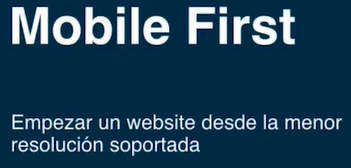 Mobile First
Empezar un website desde la menor
resolución soportada